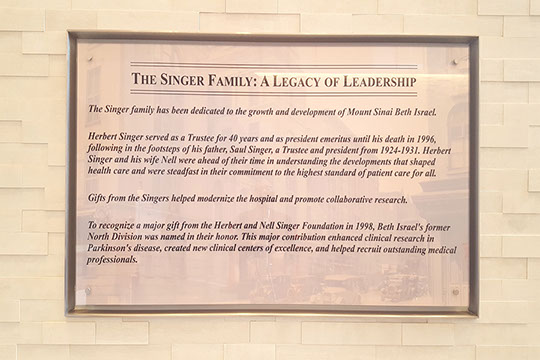 THE SINGER FAMILY: A LEGACY OF LEADERSHIP
The Singer family has been dedicated to the growth and development of Mount Sinai Beth Israel.
Herbert Singer served as a Trustee for 40 years and as president emeritus until his death in 1996,
following in the footsteps of his father, Saul Singer, a Trustee and president from 1924-1931. Herbert
Singer and his wife Nell were ahead of their time in understanding the developments that shaped
health care and were steadfast in their commitment to the highest standard of patient care for all.
Gifts from the Singers helped modernize the hospital and promote collaborative research.
To recognize a major gift from the Herbert and Nell Singer Foundation in 1998, Beth Israel's former
North Division was named in their honor. This major contribution enhanced clinical research in
Parkinson's disease, created new clinical centers of excellence, and helped recruit outstanding medical
professionals.